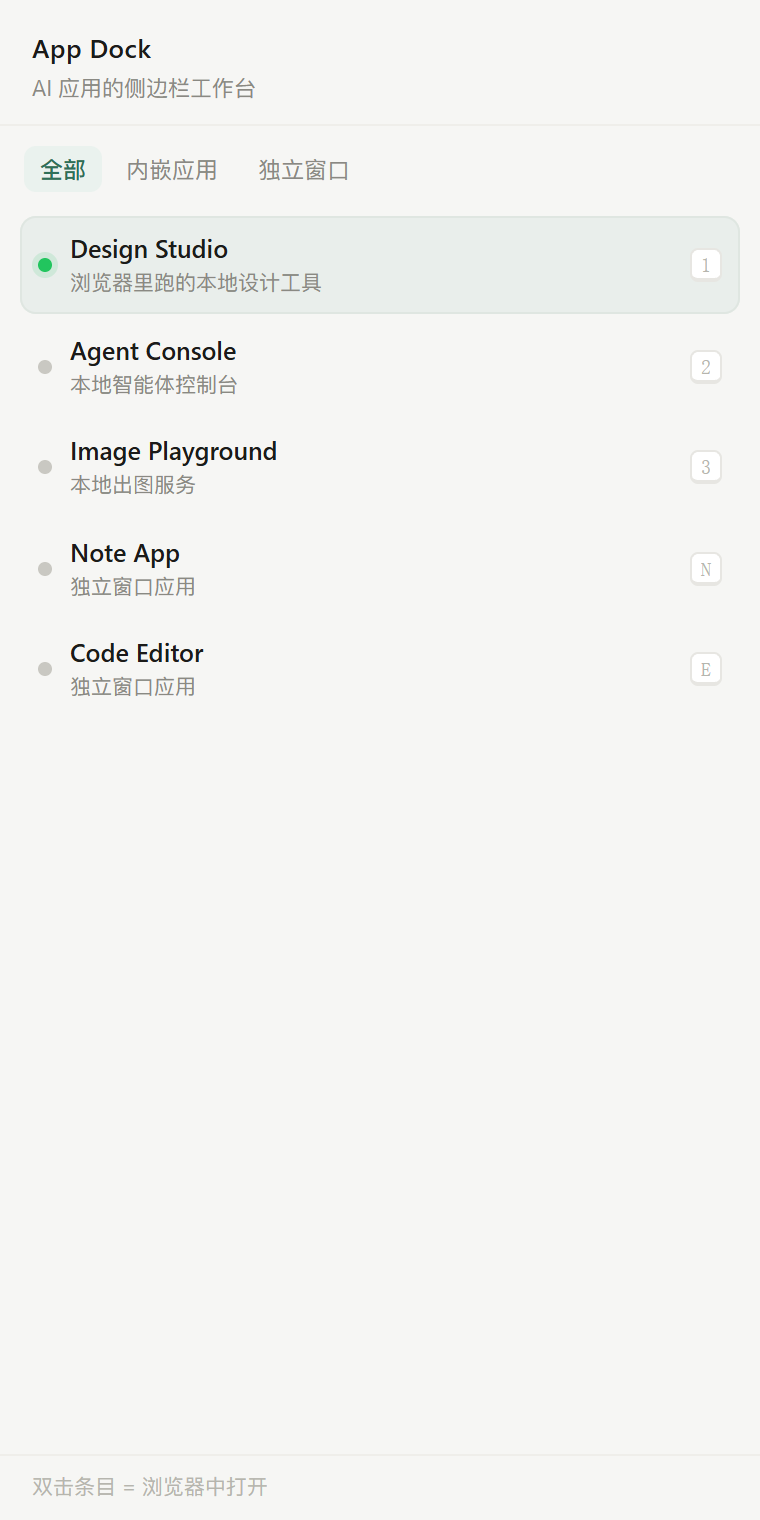 App Dock
AI 应用的侧边栏工作台
全部 内嵌应用 独立窗口
Design Studio
浏览器里跑的本地设计工具
1
Agent Console
本地智能体控制台
2
Image Playground
本地出图服务
3
Note App
独立窗口应用
N
Code Editor
独立窗口应用
E
双击条目 = 浏览器中打开